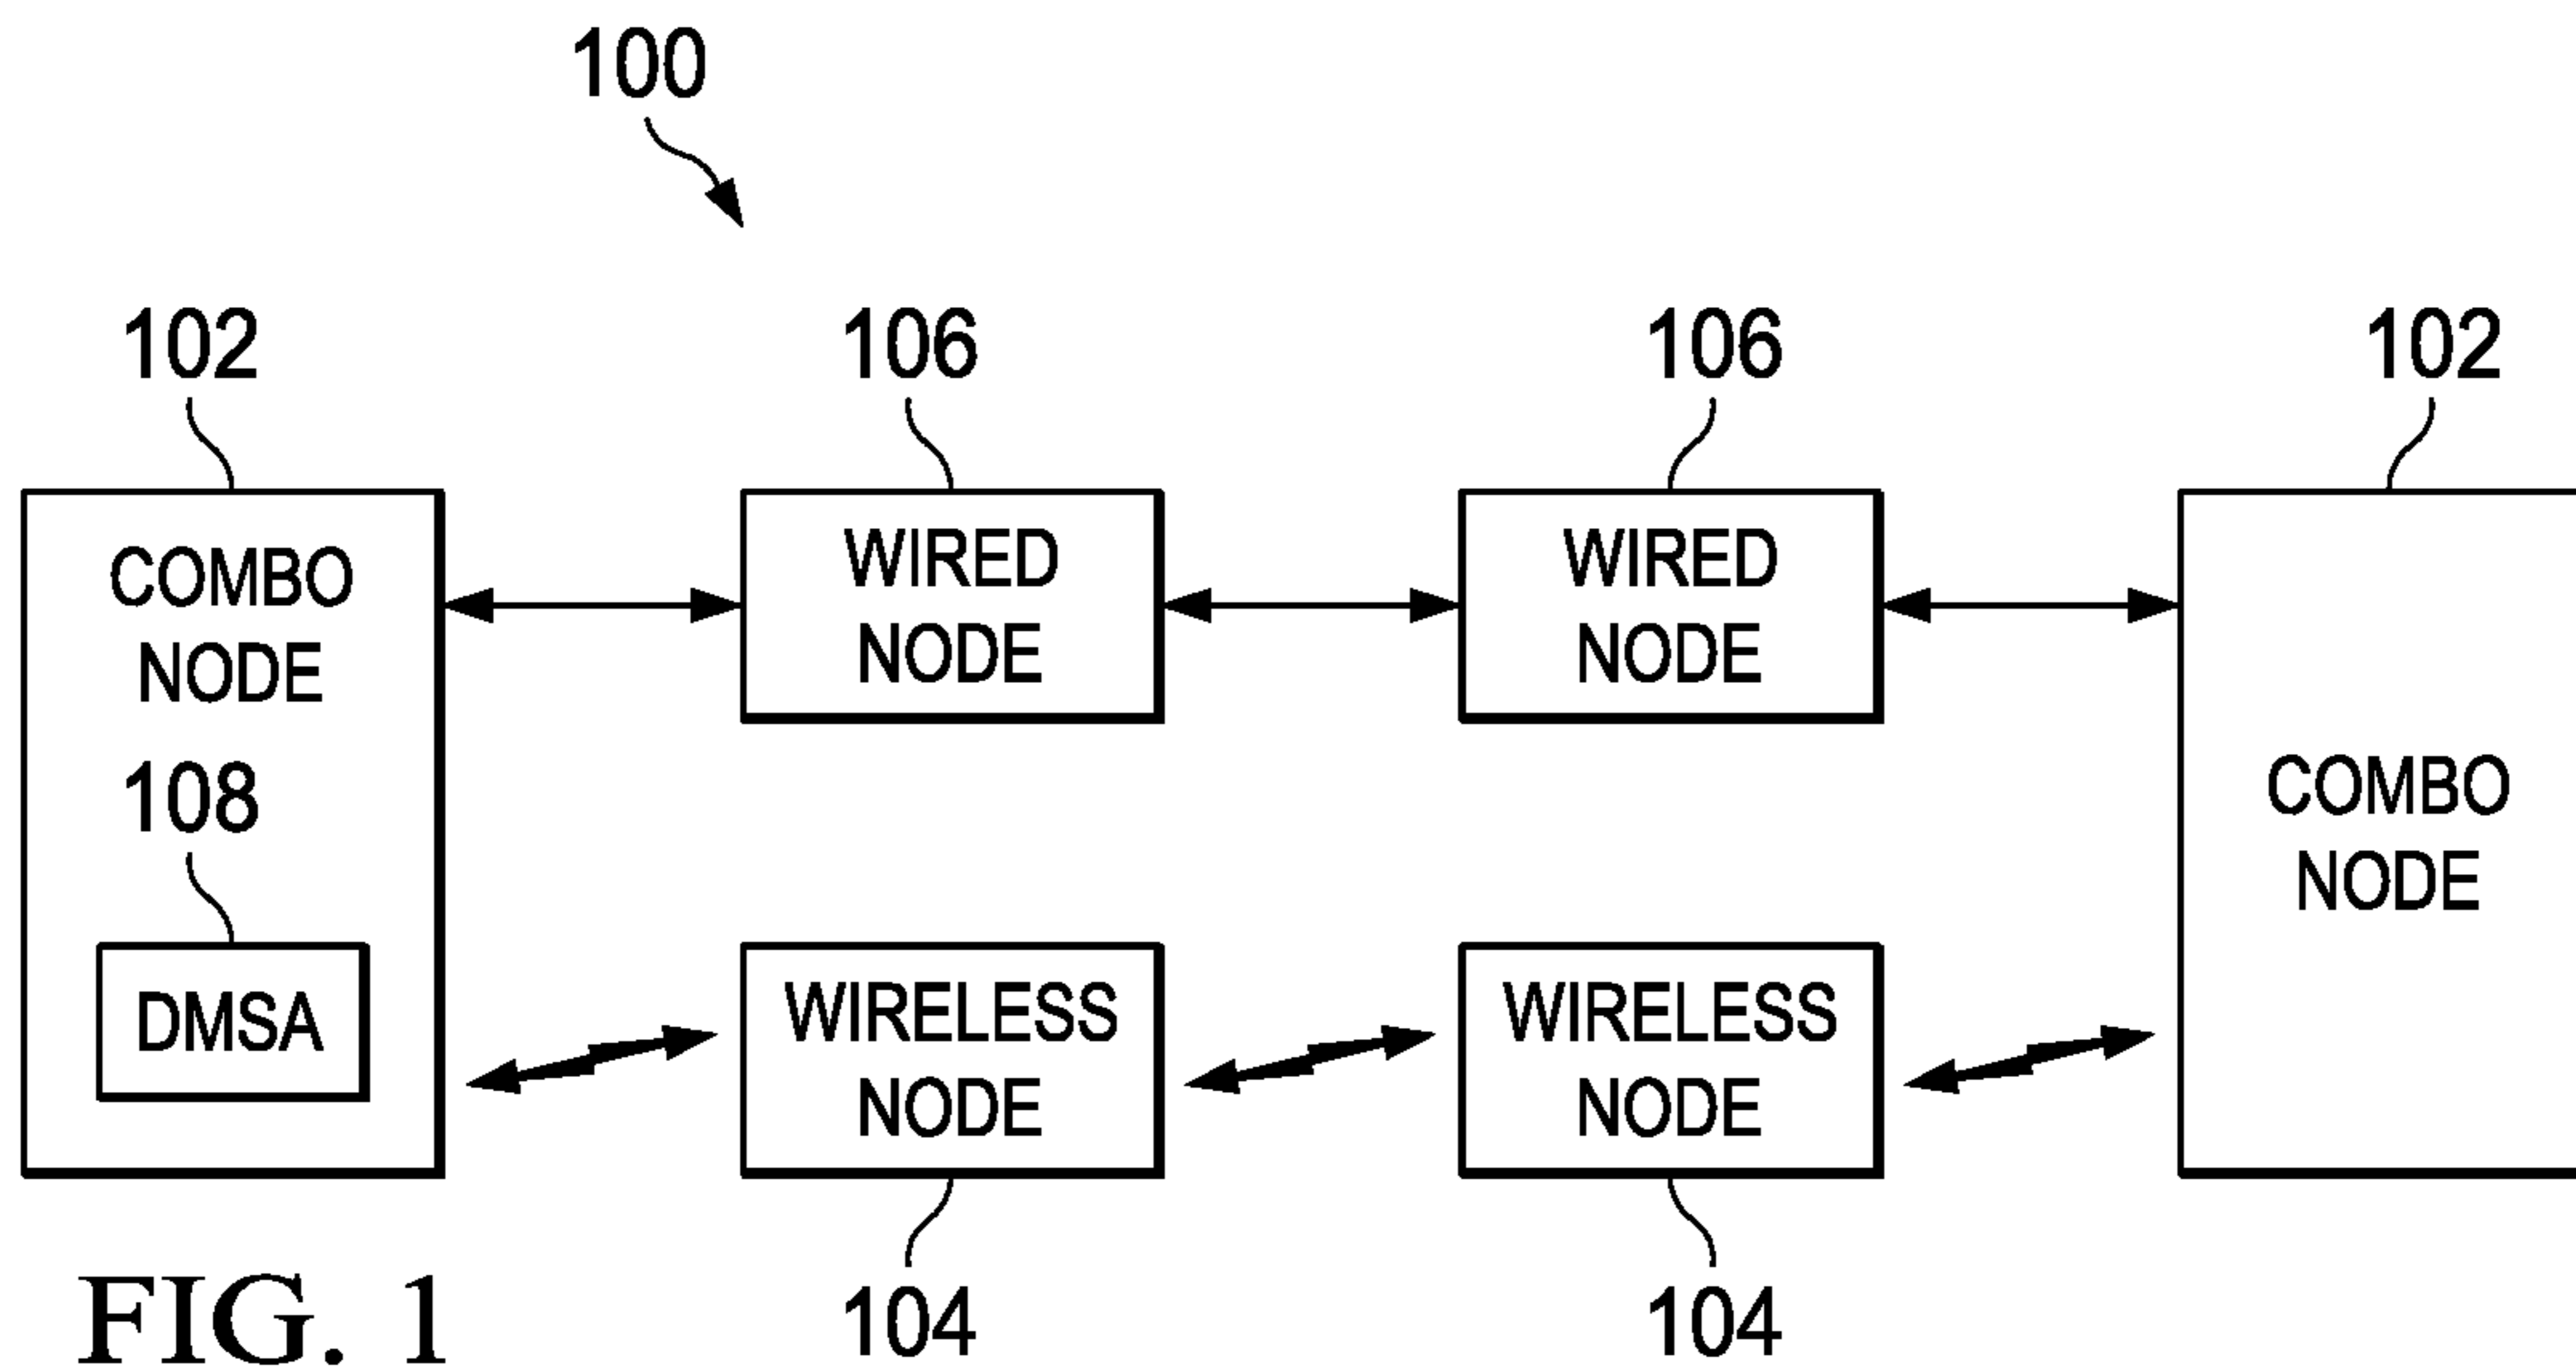 100
102
106
106
102
COMBO
NODE
WIRED
NODE
WIRED
NODE
COMBO
NODE
108
DMSA
WIRELESS
NODE
WIRELESS
NODE
104
104
FIG. 1